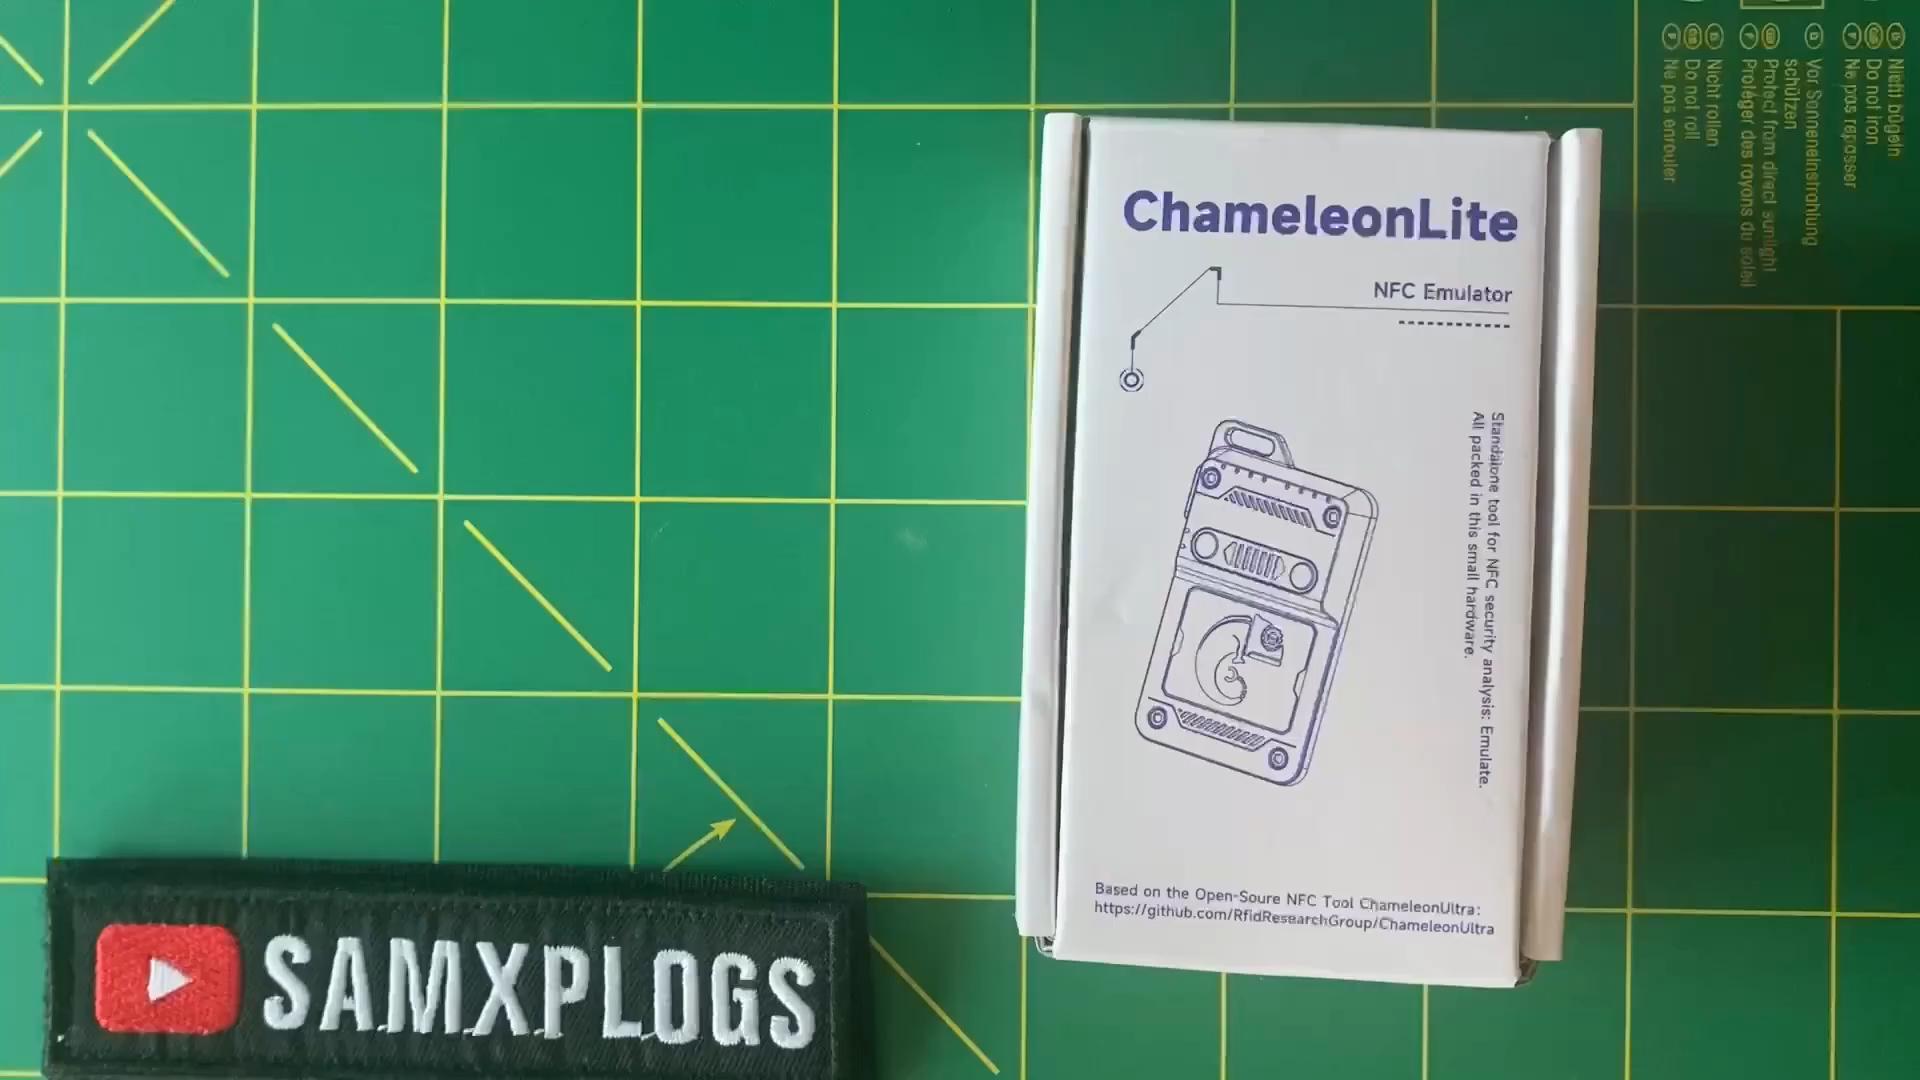 ChameleonLite
NFC Emulator
Standalone tool for NFC security analysis: Emulate.
All packed in this small hardware.
Based on the Open-Soure NFC Tool ChameleonUltra:
https://github.com/RfidResearchGroup/ChameleonUltra
SAMXPLOGS
D Nicht bügeln
GB Do not iron
F Ne pas repasser
D Vor Sonneneinstrahlung
schützen
GB Protect from direct sunlight
F Protéger des rayons du soleil
D Nicht rollen
GB Do not roll
F Ne pas enrouler